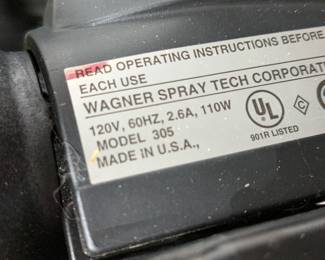 READ OPERATING INSTRUCTIONS BEFORE
EACH USE
WAGNER SPRAY TECH CORPORATI
120V, 60HZ, 2.6A, 110W
MODEL 305
MADE IN U.S.A.,
UL
C
901R LISTED